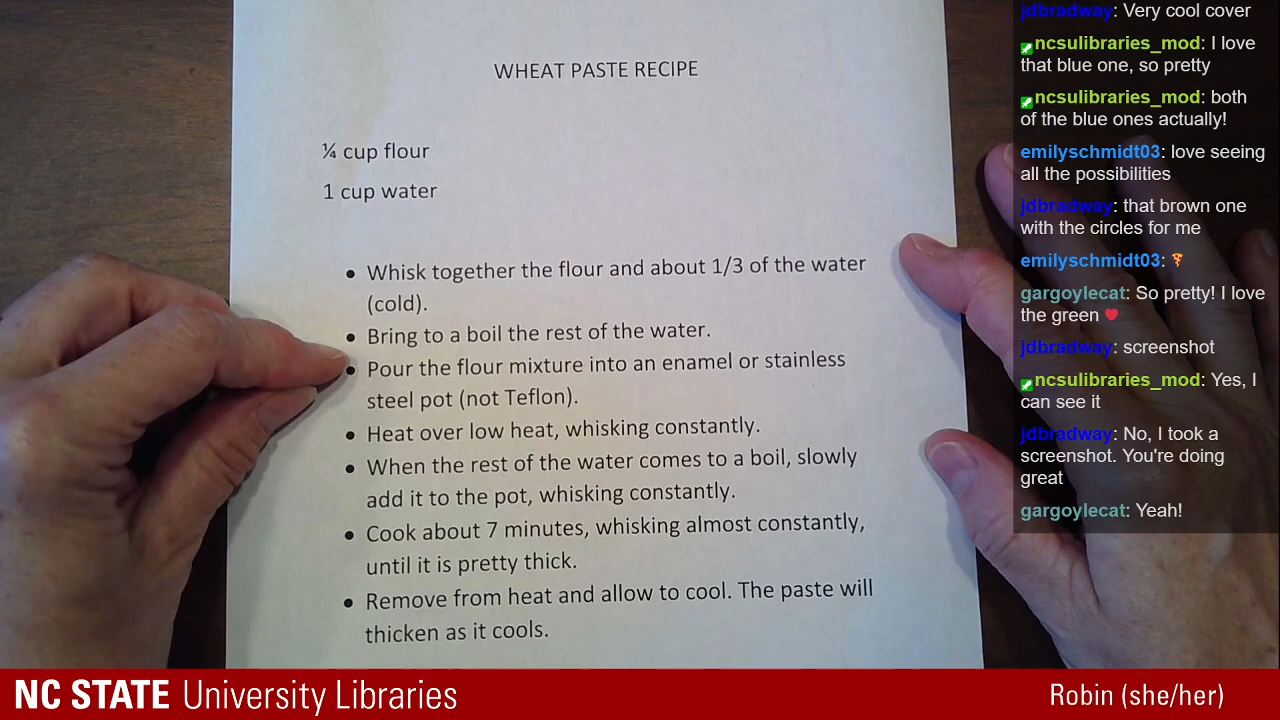 WHEAT PASTE RECIPE
¼ cup flour
1 cup water
• Whisk together the flour and about 1/3 of the water
(cold).
• Bring to a boil the rest of the water.
• Pour the flour mixture into an enamel or stainless
steel pot (not Teflon).
• Heat over low heat, whisking constantly.
• When the rest of the water comes to a boil, slowly
add it to the pot, whisking constantly.
• Cook about 7 minutes, whisking almost constantly,
until it is pretty thick.
• Remove from heat and allow to cool. The paste will
thicken as it cools.
jdbradway: Very cool cover
ncsulibraries_mod: I love
that blue one, so pretty
ncsulibraries_mod: both
of the blue ones actually!
emilyschmidt03: love seeing
all the possibilities
jdbradway: that brown one
with the circles for me
emilyschmidt03: 🍕
gargoylecat: So pretty! I love
the green ♥
jdbradway: screenshot
ncsulibraries_mod: Yes, I
can see it
jdbradway: No, I took a
screenshot. You're doing
great
gargoylecat: Yeah!
NC STATE University Libraries
Robin (she/her)